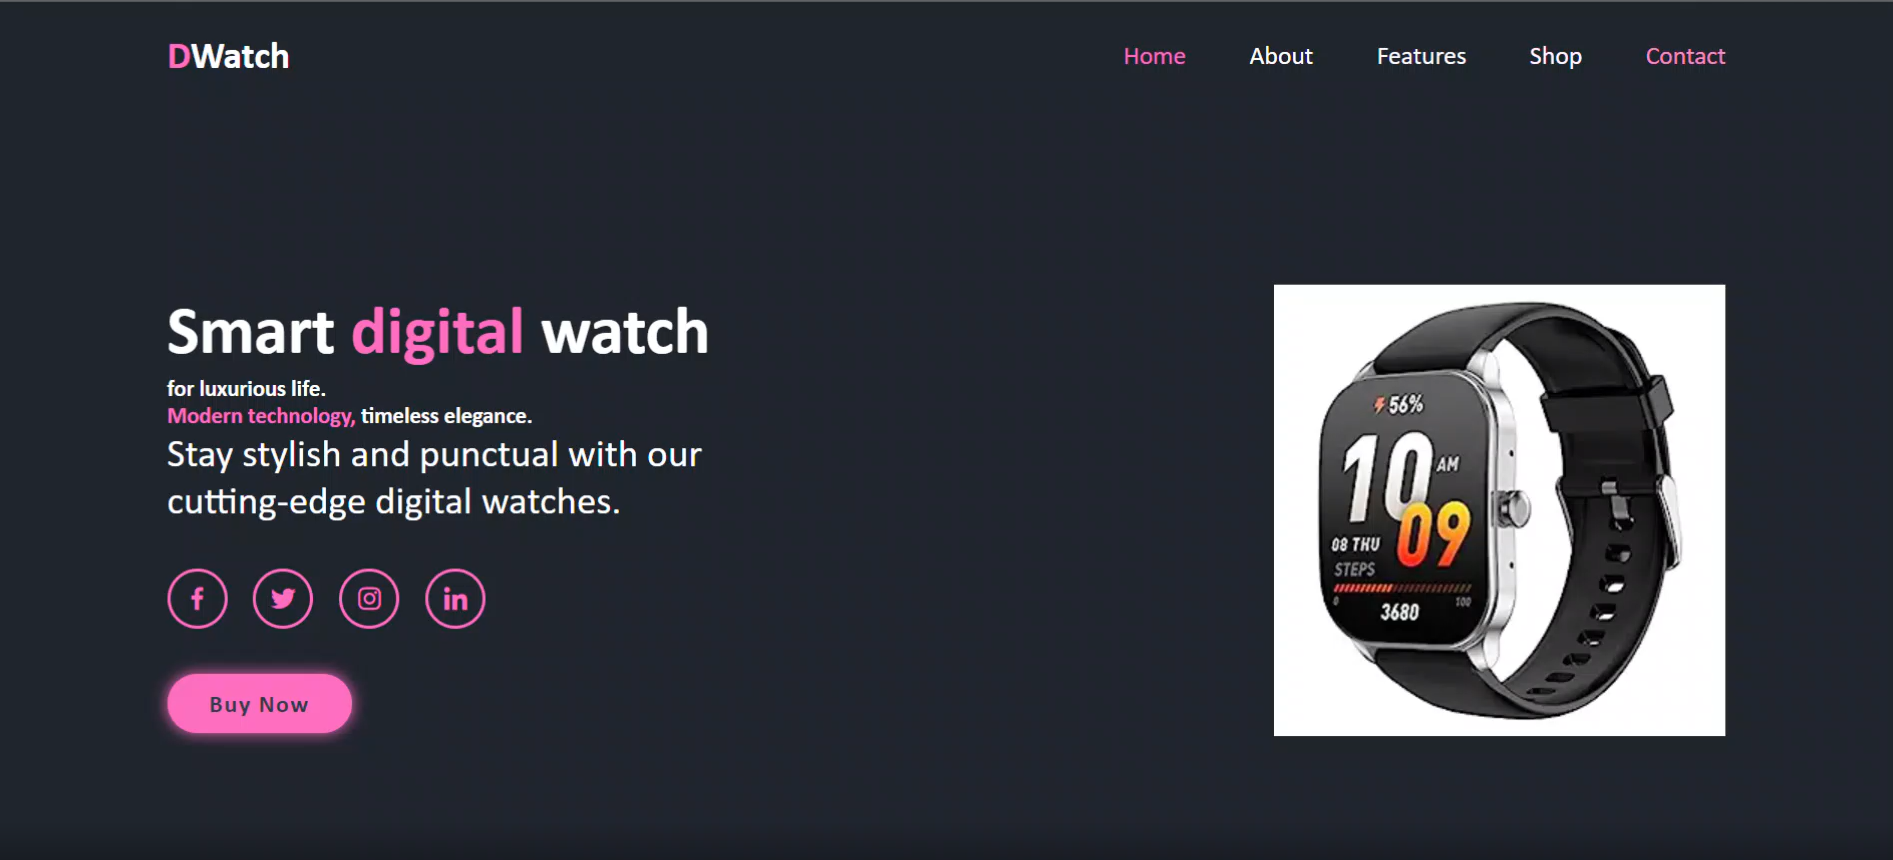 DWatch
Home About Features Shop Contact
Smart digital watch
for luxurious life.
Modern technology, timeless elegance.
Stay stylish and punctual with our
cutting-edge digital watches.
Buy Now
56%
10 AM
09
08 THU
STEPS
0 100
3680